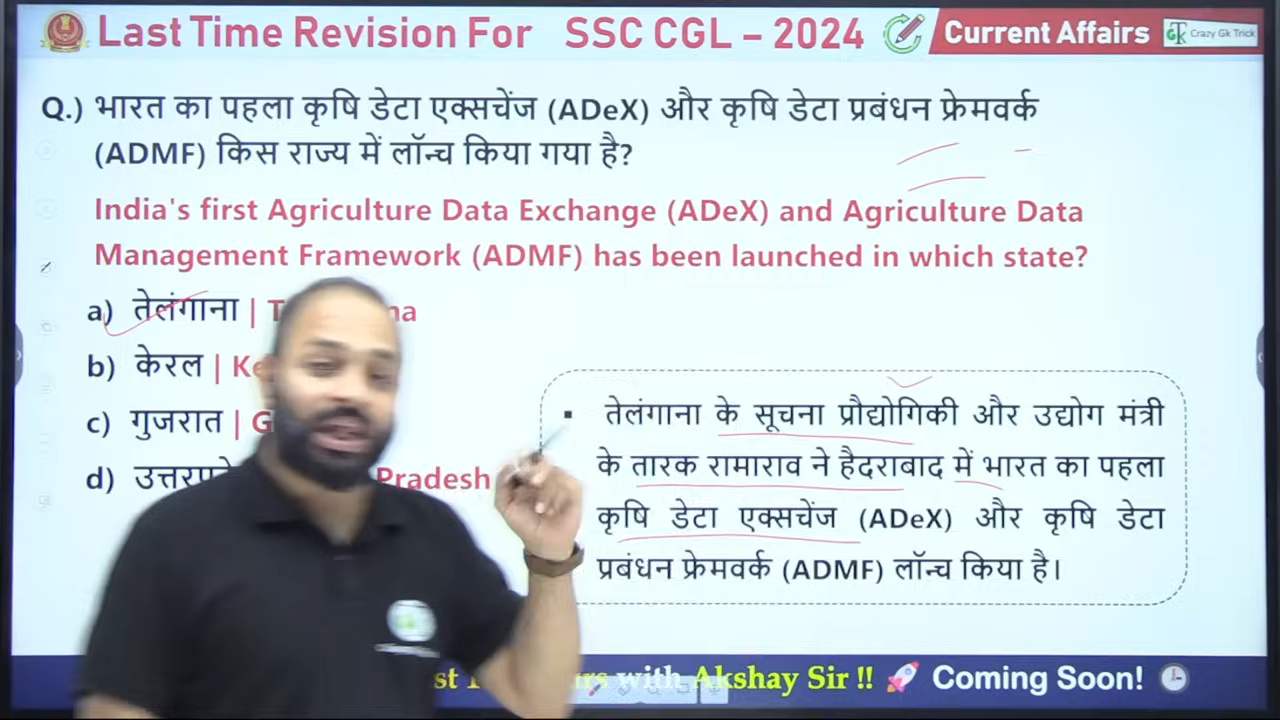 Last Time Revision For SSC CGL – 2024 Current Affairs Crazy Gk Trick
Q.) भारत का पहला कृषि डेटा एक्सचेंज (ADeX) और कृषि डेटा प्रबंधन फ्रेमवर्क
(ADMF) किस राज्य में लॉन्च किया गया है?
India's first Agriculture Data Exchange (ADeX) and Agriculture Data
Management Framework (ADMF) has been launched in which state?
a) तेलंगाना |
b) केरल |
c) गुजरात |
d) Pradesh
▪ तेलंगाना के सूचना प्रौद्योगिकी और उद्योग मंत्री
के तारक रामाराव ने हैदराबाद में भारत का पहला
कृषि डेटा एक्सचेंज (ADeX) और कृषि डेटा
प्रबंधन फ्रेमवर्क (ADMF) लॉन्च किया है।
with Akshay Sir !! Coming Soon!